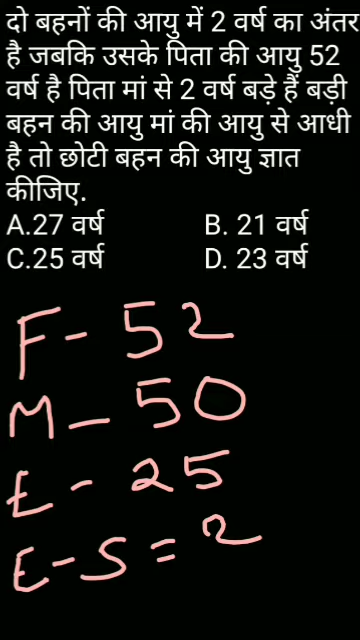 दो बहनों की आयु में 2 वर्ष का अंतर
है जबकि उसके पिता की आयु 52
वर्ष है पिता मां से 2 वर्ष बड़े हैं बड़ी
बहन की आयु मां की आयु से आधी
है तो छोटी बहन की आयु ज्ञात
कीजिए.
A.27 वर्ष B. 21 वर्ष
C.25 वर्ष D. 23 वर्ष
F - 52
M - 50
E - 25
E - S = 2